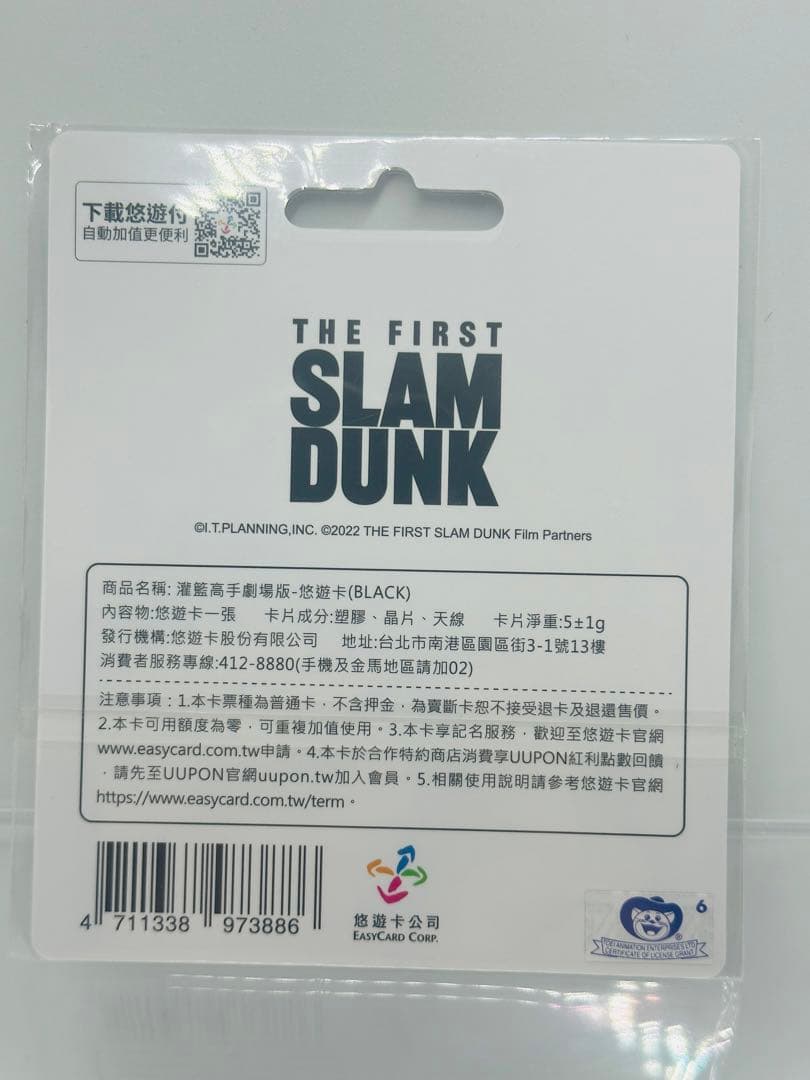 下載悠遊付
自動加值更便利
THE FIRST
SLAM
DUNK
©I.T.PLANNING,INC. ©2022 THE FIRST SLAM DUNK Film Partners
商品名稱: 灌籃高手劇場版-悠遊卡(BLACK)
內容物:悠遊卡一張 卡片成分:塑膠、晶片、天線 卡片淨重:5±1g
發行機構:悠遊卡股份有限公司 地址:台北市南港區園區街3-1號13樓
消費者服務專線:412-8880(手機及金馬地區請加02)
注意事項：1.本卡票種為普通卡，不含押金，為賣斷卡恕不接受退卡及退還售價。
2.本卡可用額度為零，可重複加值使用。3.本卡享記名服務，歡迎至悠遊卡官網
www.easycard.com.tw申請。4.本卡於合作特約商店消費享UUPON紅利點數回饋
，請先至UUPON官網uupon.tw加入會員。5.相關使用說明請參考悠遊卡官網
https://www.easycard.com.tw/term。
4 711338 973886
悠遊卡公司
EASYCARD CORP.
6
®
TOEI ANIMATION ENTERPRISES LTD
CERTIFICATE OF LICENSE GRANT